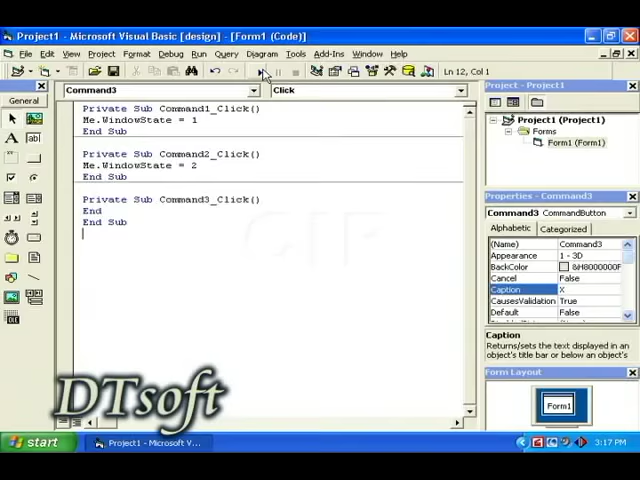 Project1 - Microsoft Visual Basic [design] - [Form1 (Code)]
File Edit View Project Format Debug Run Query Diagram Tools Add-Ins Window Help
Ln 12, Col 1
General
Command3
Click
Private Sub Command1_Click()
Me.WindowState = 1
End Sub
Private Sub Command2_Click()
Me.WindowState = 2
End Sub
Private Sub Command3_Click()
End
End Sub
Project - Project1
Project1 (Project1)
Forms
Form1 (Form1)
Properties - Command3
Command3 CommandButton
Alphabetic Categorized
(Name) Command3
Appearance 1 - 3D
BackColor &H8000000F
Cancel False
Caption X
CausesValidation True
Default False
Caption
Returns/sets the text displayed in an
object's title bar or below an object's
Form Layout
Form1
DTsoft
start
Project1 - Microsoft V...
3:17 PM